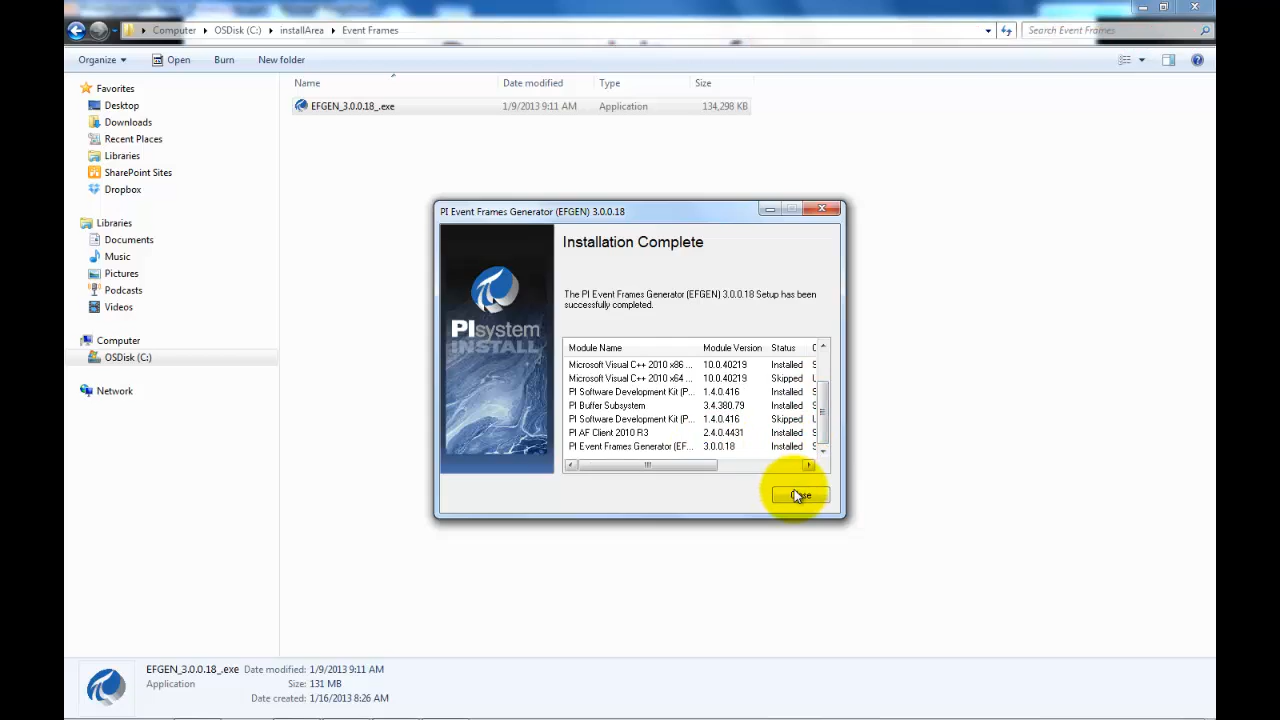 Computer OSDisk (C:) installArea Event Frames
Search Event Frames
Organize Open Burn New folder
Favorites
Desktop
Downloads
Recent Places
Libraries
SharePoint Sites
Dropbox
Libraries
Documents
Music
Pictures
Podcasts
Videos
Computer
OSDisk (C:)
Network
Name Date modified Type Size
EFGEN_3.0.0.18_.exe 1/9/2013 9:11 AM Application 134,298 KB
PI Event Frames Generator (EFGEN) 3.0.0.18
PIsystem
INSTALL
Installation Complete
The PI Event Frames Generator (EFGEN) 3.0.0.18 Setup has been
successfully completed.
Module Name Module Version Status
Microsoft Visual C++ 2010 x86 ... 10.0.40219 Installed
Microsoft Visual C++ 2010 x64 ... 10.0.40219 Skipped
PI Software Development Kit (P... 1.4.0.416 Installed
PI Buffer Subsystem 3.4.380.79 Installed
PI Software Development Kit (P... 1.4.0.416 Skipped
PI AF Client 2010 R3 2.4.0.4431 Installed
PI Event Frames Generator (EF... 3.0.0.18 Installed
Close
EFGEN_3.0.0.18_.exe Date modified: 1/9/2013 9:11 AM
Application Size: 131 MB
Date created: 1/16/2013 8:26 AM